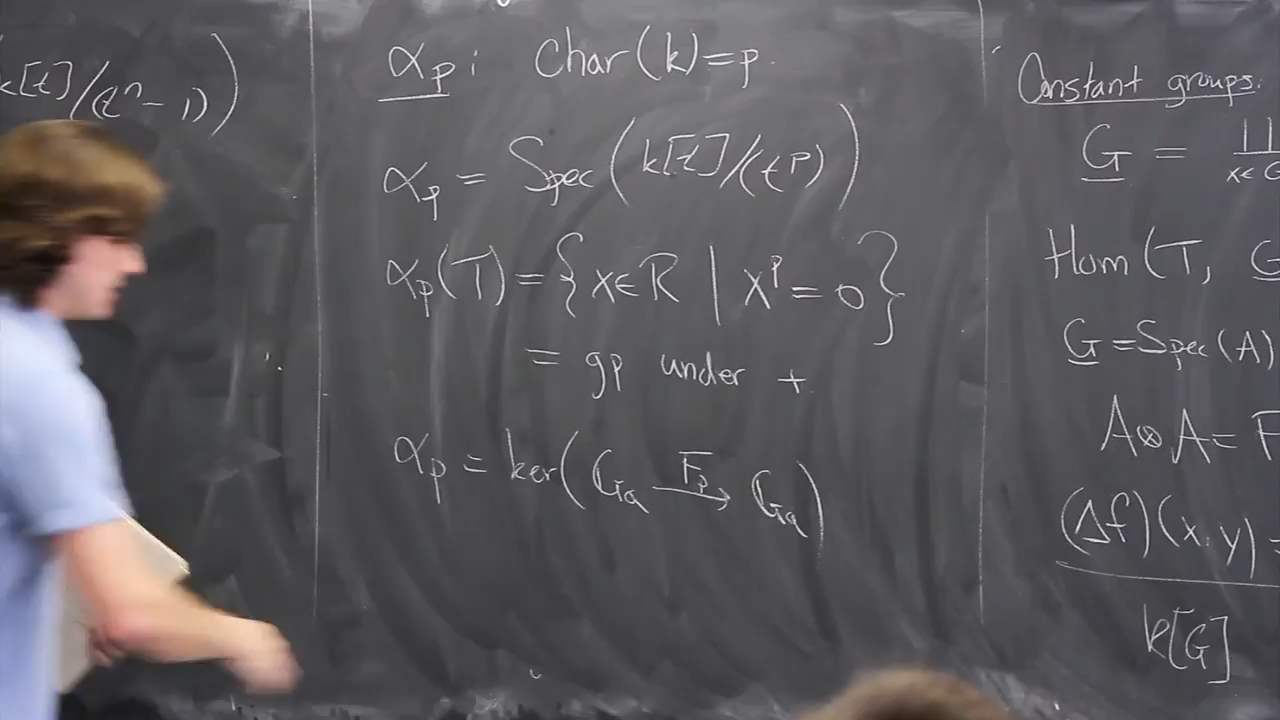 k[t]/(tⁿ-1))
α_p: Char(k)=p.
α_p = Spec(k[t]/(t^p))
α_p(T) = {x∈R | x^p = 0}
= gp under +
α_p = ker(G_a —F_p→ G_a)
Constant groups:
G = ∐ x∈G
Hom(T, G
G = Spec(A)
A⊗A = F
(Δf)(x,y) =
k[G]